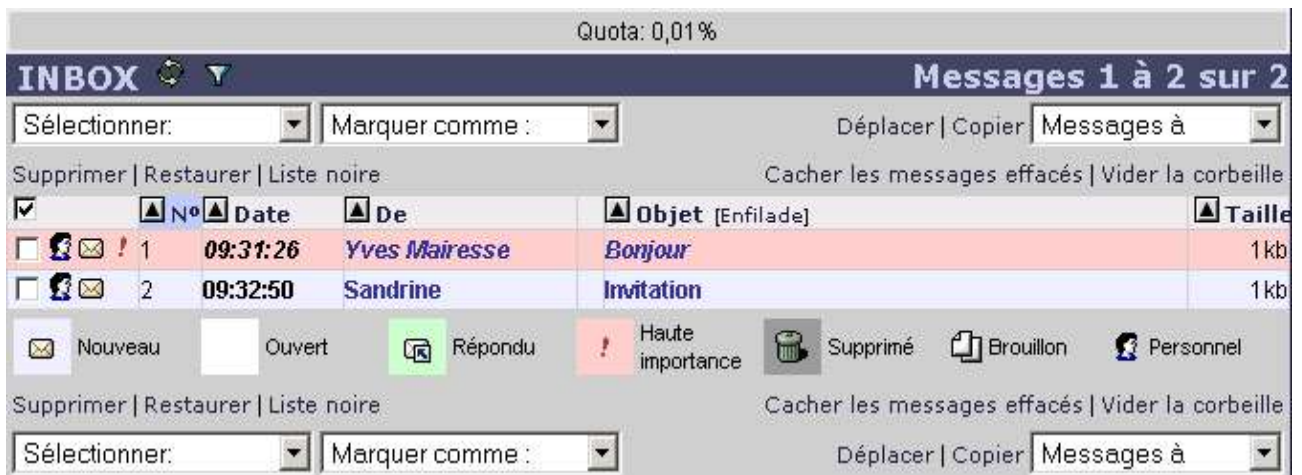 Quota: 0,01%
INBOX Messages 1 à 2 sur 2
Sélectionner: Marquer comme : Déplacer | Copier Messages à
Supprimer | Restaurer | Liste noire Cacher les messages effacés | Vider la corbeille
Nº Date De Objet [Enfilade] Taille
! 1 09:31:26 Yves Mairesse Bonjour 1kb
2 09:32:50 Sandrine Invitation 1kb
Nouveau Ouvert Répondu ! Haute importance Supprimé Brouillon Personnel
Supprimer | Restaurer | Liste noire Cacher les messages effacés | Vider la corbeille
Sélectionner: Marquer comme : Déplacer | Copier Messages à